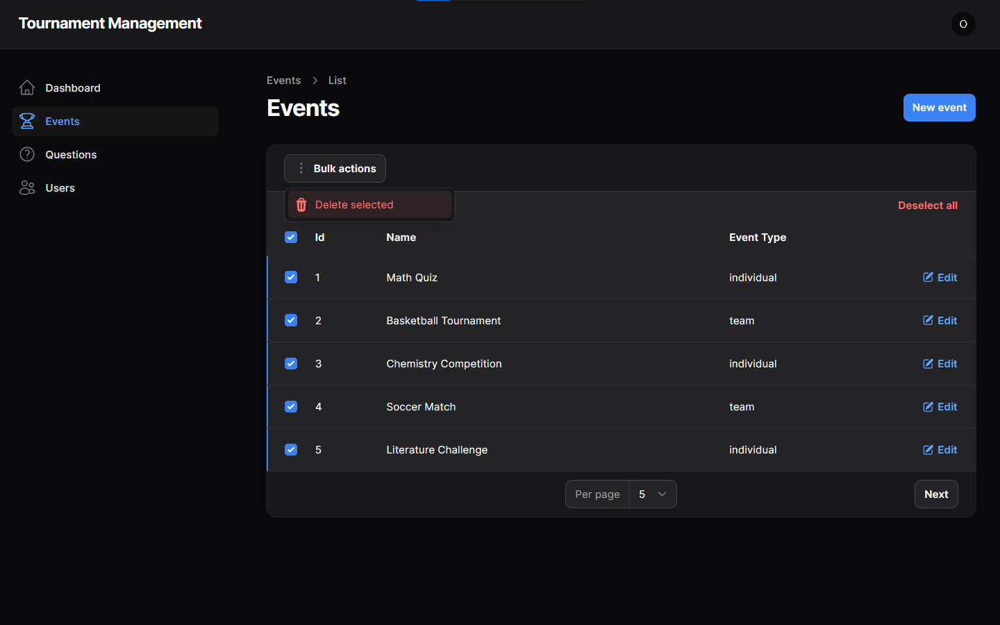 Tournament Management
O
Dashboard
Events
Questions
Users
Events > List
Events
New event
Bulk actions
Delete selected
Deselect all
Id Name Event Type
1 Math Quiz individual Edit
2 Basketball Tournament team Edit
3 Chemistry Competition individual Edit
4 Soccer Match team Edit
5 Literature Challenge individual Edit
Per page 5
Next